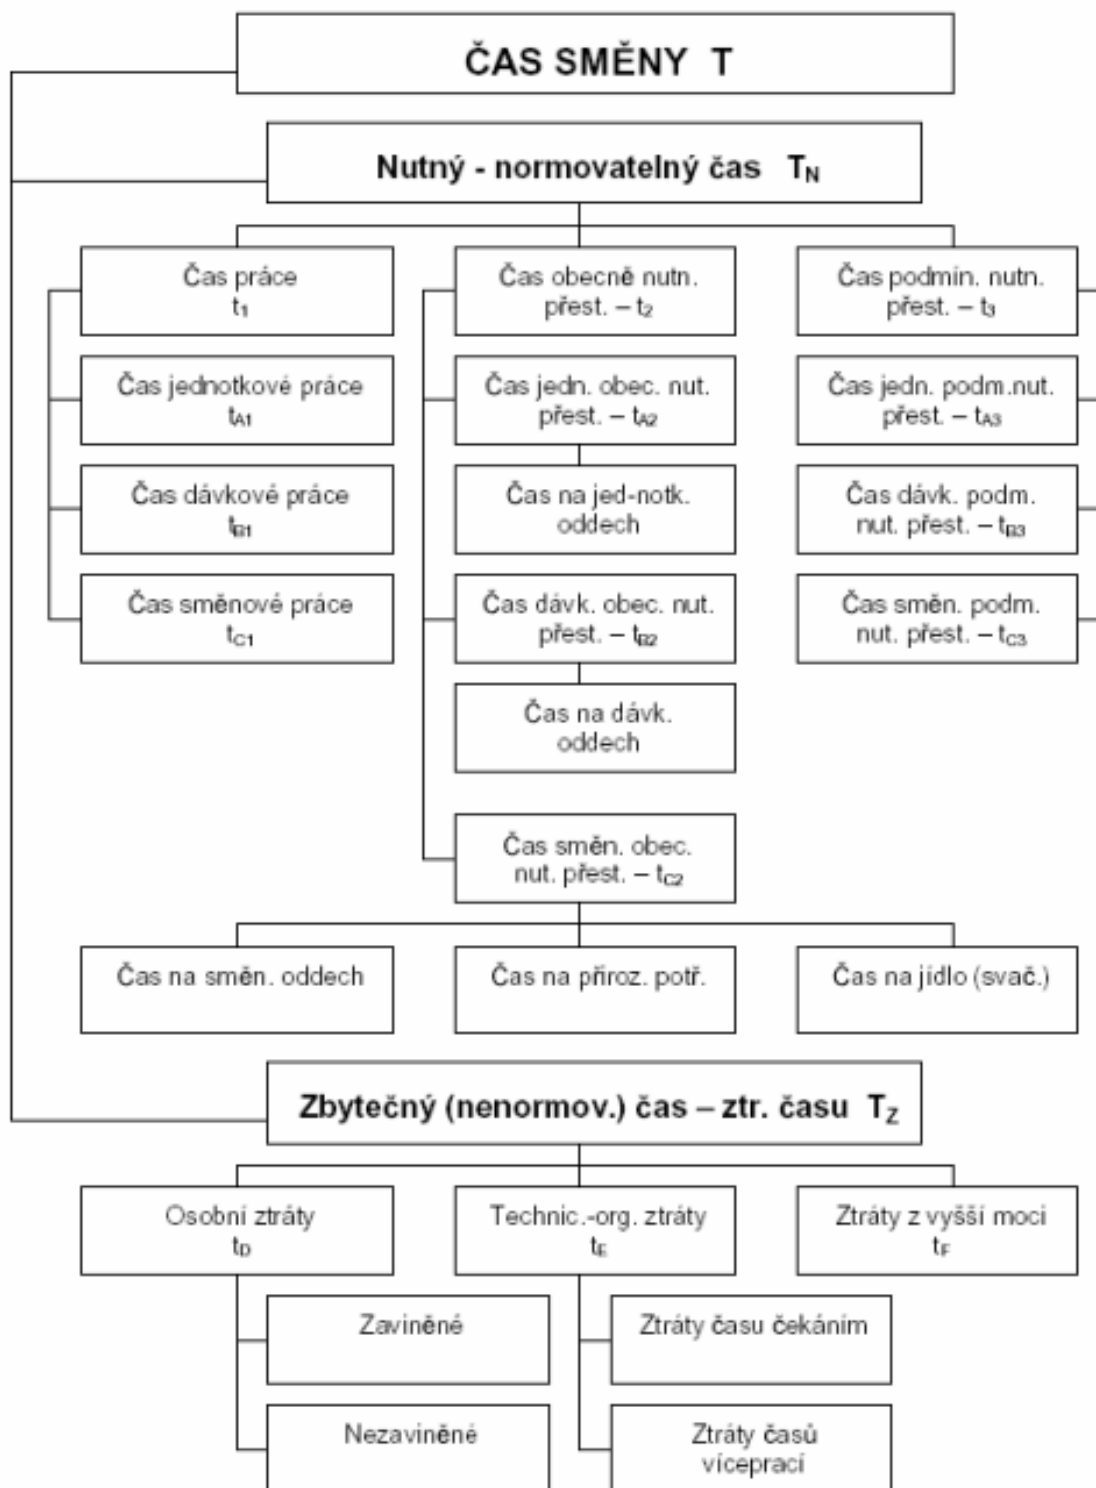 ČAS SMĚNY T
Nutný - normovatelný čas T_N
Čas práce
t₁
Čas obecně nutn.
přest. – t₂
Čas podmín. nutn.
přest. – t₃
Čas jednotkové práce
t_A1
Čas jedn. obec. nut.
přest. – t_A2
Čas jedn. podm.nut.
přest. – t_A3
Čas dávkové práce
t_B1
Čas na jed-notk.
oddech
Čas dávk. podm.
nut. přest. – t_B3
Čas směnové práce
t_C1
Čas dávk. obec. nut.
přest. – t_B2
Čas směn. podm.
nut. přest. – t_C3
Čas na dávk.
oddech
Čas směn. obec.
nut. přest. – t_C2
Čas na směn. oddech
Čas na přiroz. potř.
Čas na jídlo (svač.)
Zbytečný (nenormov.) čas – ztr. času T_Z
Osobní ztráty
t_D
Technic.-org. ztráty
t_E
Ztráty z vyšší moci
t_F
Zaviněné
Ztráty času čekáním
Nezaviněné
Ztráty časů
víceprací